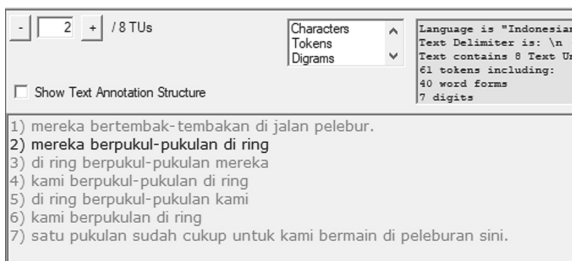 - 2 + / 8 TUs
Characters
Tokens
Digrams
Language is "Indonesian
Text Delimiter is: \n
Text contains 8 Text Un
61 tokens including:
40 word forms
7 digits
Show Text Annotation Structure
1) mereka bertembak-tembakan di jalan pelebur.
2) mereka berpukul-pukulan di ring
3) di ring berpukul-pukulan mereka
4) kami berpukul-pukulan di ring
5) di ring berpukul-pukulan kami
6) kami berpukulan di ring
7) satu pukulan sudah cukup untuk kami bermain di peleburan sini.